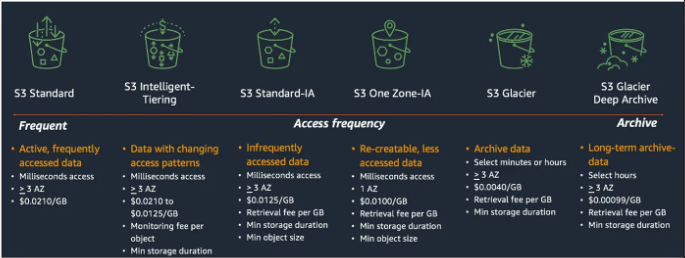 S3 Standard
S3 Intelligent-
Tiering
S3 Standard-IA
S3 One Zone-IA
S3 Glacier
S3 Glacier
Deep Archive
Frequent
Access frequency
Archive
• Active, frequently
accessed data
• Milliseconds access
• ≥ 3 AZ
• $0.0210/GB
• Data with changing
access patterns
• Milliseconds access
• ≥ 3 AZ
• $0.0210 to
$0.0125/GB
• Monitoring fee per
object
• Min storage duration
• Infrequently
accessed data
• Milliseconds access
• ≥ 3 AZ
• $0.0125/GB
• Retrieval fee per GB
• Min storage duration
• Min object size
• Re-creatable, less
accessed data
• Milliseconds access
• 1 AZ
• $0.0100/GB
• Retrieval fee per GB
• Min storage duration
• Min object size
• Archive data
• Select minutes or hours
• ≥ 3 AZ
• $0.0040/GB
• Retrieval fee per GB
• Min storage duration
• Long-term archive-
data
• Select hours
• ≥ 3 AZ
• $0.00099/GB
• Retrieval fee per GB
• Min storage duration